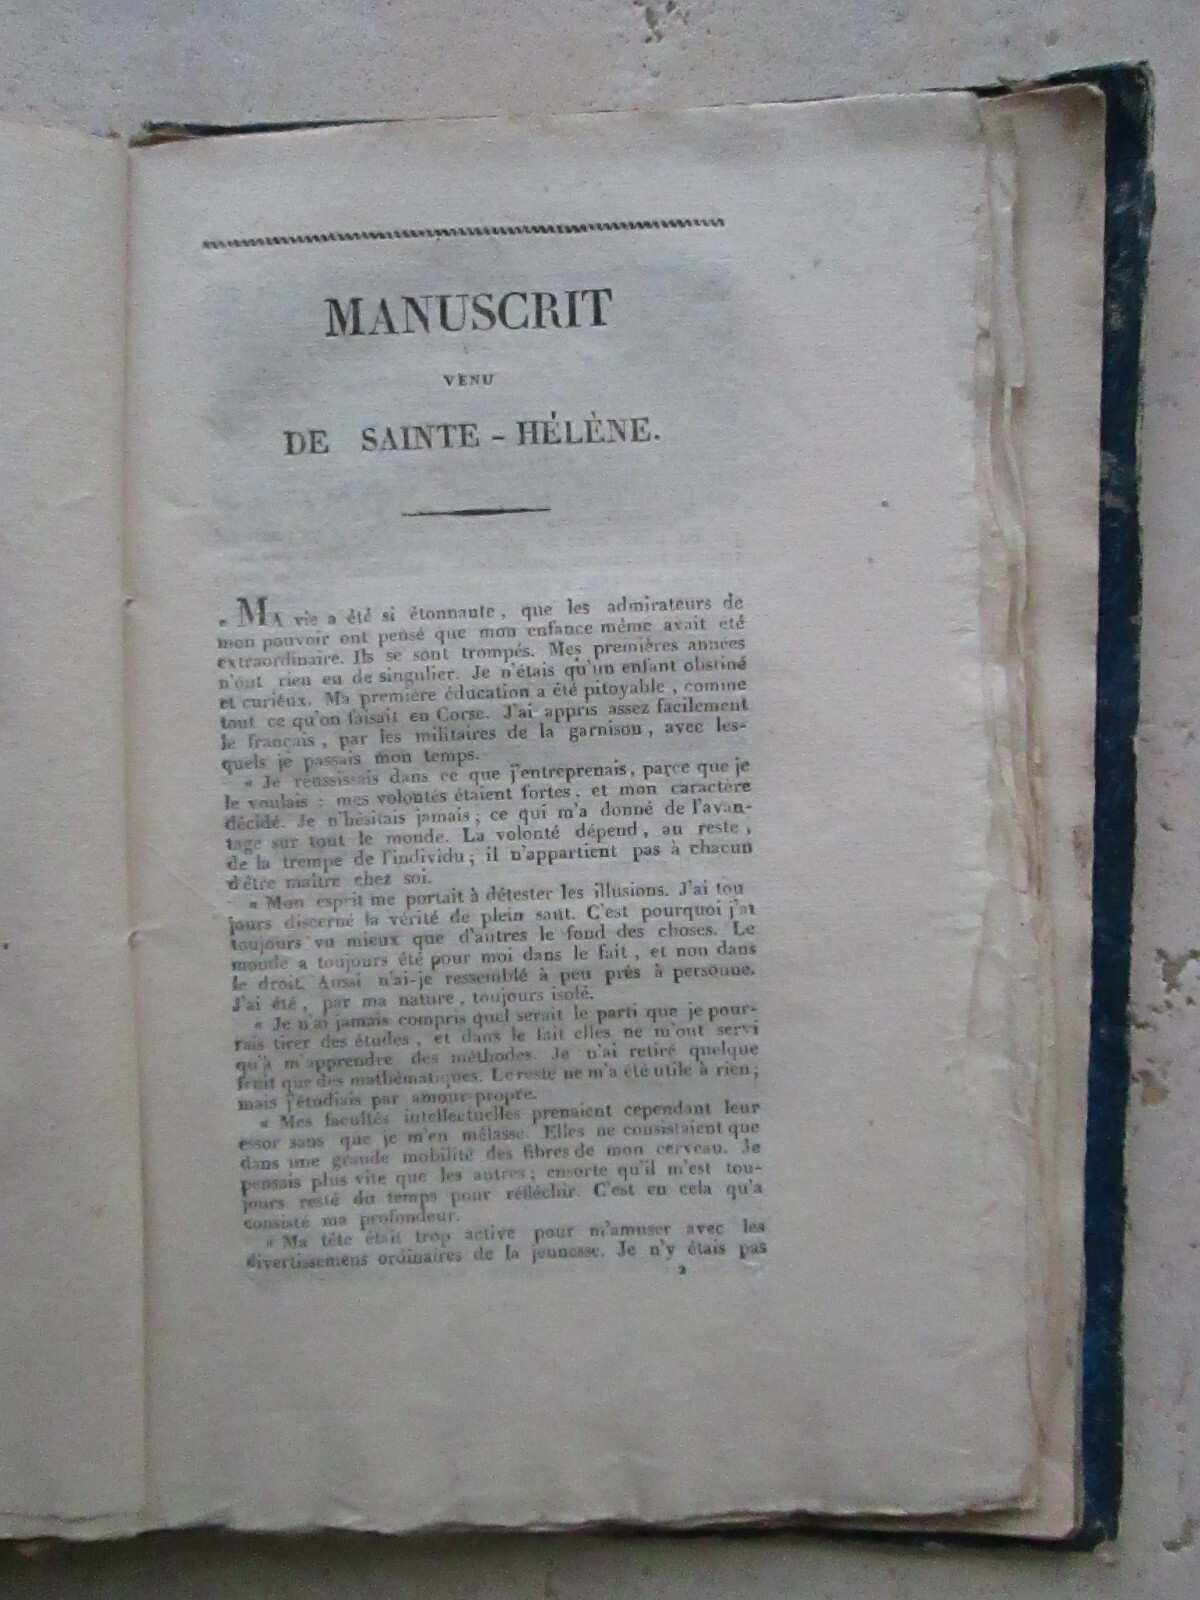 MANUSCRIT
VENU
DE SAINTE-HÉLÈNE.
« MA vie a été si étonnante, que les admirateurs de
mon pouvoir ont pensé que mon enfance même avait été
extraordinaire. Ils se sont trompés. Mes premières années
n'ont rien eu de singulier. Je n'étais qu'un enfant obstiné
et curieux. Ma première éducation a été pitoyable, comme
tout ce qu'on faisait en Corse. J'ai appris assez facilement
le français, par les militaires de la garnison, avec les-
quels je passais mon temps.
« Je réussissais dans ce que j'entreprenais, parce que je
le voulais : mes volontés étaient fortes, et mon caractère
décidé. Je n'hésitais jamais; ce qui m'a donné de l'avan-
tage sur tout le monde. La volonté dépend, au reste,
de la trempe de l'individu; il n'appartient pas à chacun
d'être maître chez soi.
« Mon esprit me portait à détester les illusions. J'ai tou
jours discerné la vérité de plein saut. C'est pourquoi j'ai
toujours vu mieux que d'autres le fond des choses. Le
monde a toujours été pour moi dans le fait, et non dans
le droit. Aussi n'ai-je ressemblé à peu près à personne.
J'ai été, par ma nature, toujours isolé.
« Je n'ai jamais compris quel serait le parti que je pour-
rais tirer des études, et dans le fait elles ne m'ont servi
qu'à m'apprendre des méthodes. Je n'ai retiré quelque
fruit que des mathématiques. Le reste ne m'a été utile à rien;
mais j'étudiais par amour-propre.
« Mes facultés intellectuelles prenaient cependant leur
essor sans que je m'en mêlasse. Elles ne consistaient que
dans une grande mobilité des fibres de mon cerveau. Je
pensais plus vite que les autres; ensorte qu'il m'est tou-
jours resté du temps pour réfléchir. C'est en cela qu'a
consisté ma profondeur.
« Ma tête était trop active pour m'amuser avec les
divertissemens ordinaires de la jeunesse. Je n'y étais pas
2